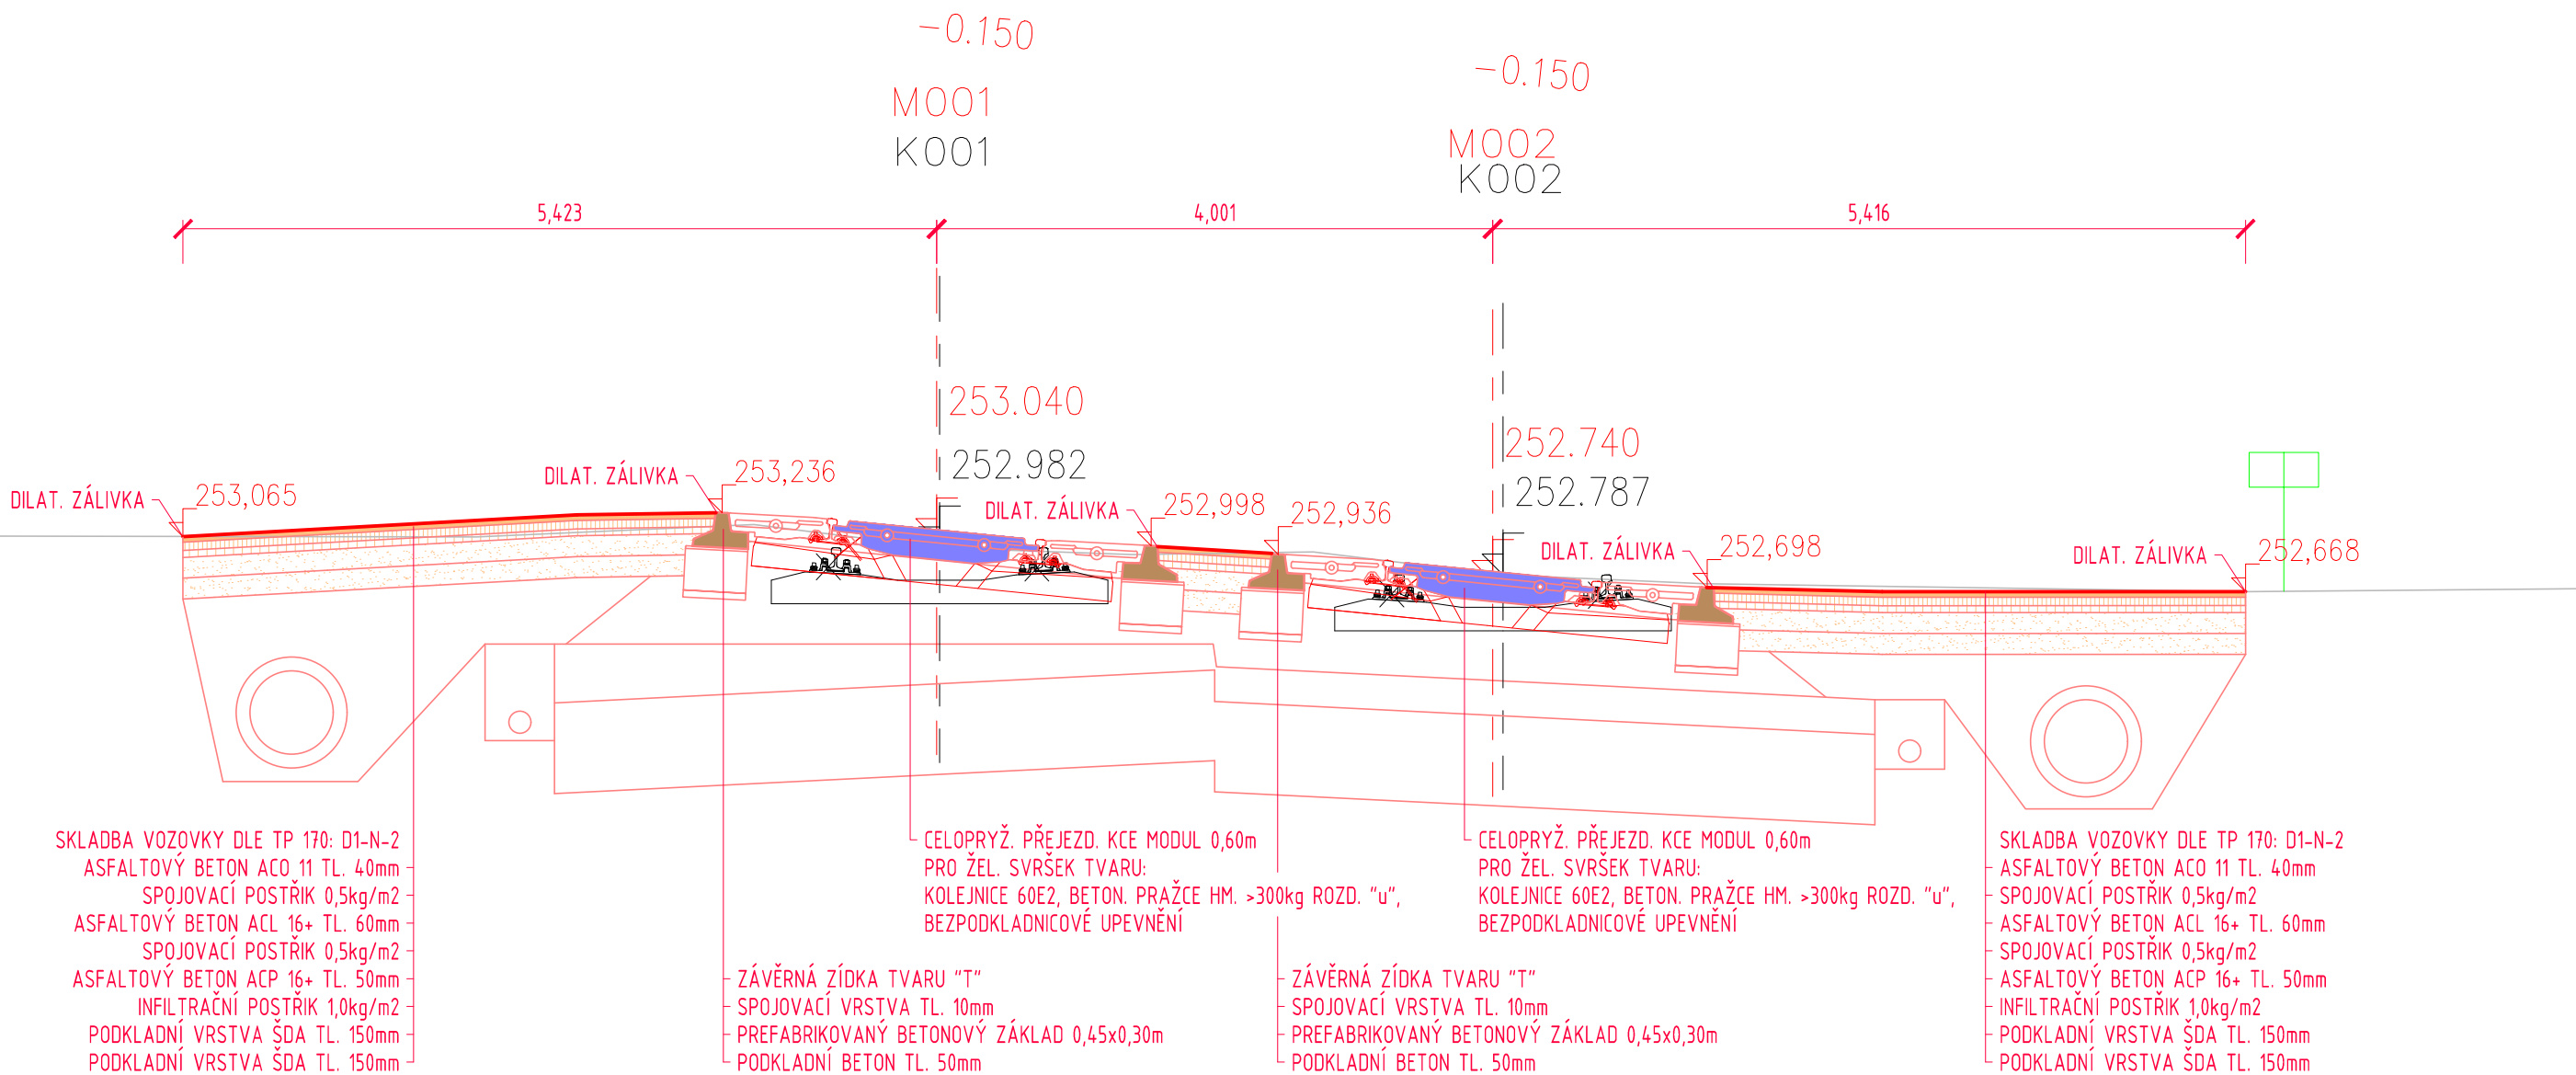 -0.150
-0.150
M001
K001
M002
K002
5,423
4,001
5,416
253.040
252.982
252.740
252.787
DILAT. ZÁLIVKA
253,065
DILAT. ZÁLIVKA
253,236
DILAT. ZÁLIVKA
252,998
252,936
DILAT. ZÁLIVKA
252,698
DILAT. ZÁLIVKA
252,668
SKLADBA VOZOVKY DLE TP 170: D1-N-2
ASFALTOVÝ BETON ACO 11 TL. 40mm
SPOJOVACÍ POSTŘIK 0,5kg/m2
ASFALTOVÝ BETON ACL 16+ TL. 60mm
SPOJOVACÍ POSTŘIK 0,5kg/m2
ASFALTOVÝ BETON ACP 16+ TL. 50mm
INFILTRAČNÍ POSTŘIK 1,0kg/m2
PODKLADNÍ VRSTVA ŠDA TL. 150mm
PODKLADNÍ VRSTVA ŠDA TL. 150mm
CELOPRYŽ. PŘEJEZD. KCE MODUL 0,60m
PRO ŽEL. SVRŠEK TVARU:
KOLEJNICE 60E2, BETON. PRAŽCE HM. >300kg ROZD. "u",
BEZPODKLADNICOVÉ UPEVNĚNÍ
ZÁVĚRNÁ ZÍDKA TVARU "T"
SPOJOVACÍ VRSTVA TL. 10mm
PREFABRIKOVANÝ BETONOVÝ ZÁKLAD 0,45x0,30m
PODKLADNÍ BETON TL. 50mm
CELOPRYŽ. PŘEJEZD. KCE MODUL 0,60m
PRO ŽEL. SVRŠEK TVARU:
KOLEJNICE 60E2, BETON. PRAŽCE HM. >300kg ROZD. "u",
BEZPODKLADNICOVÉ UPEVNĚNÍ
ZÁVĚRNÁ ZÍDKA TVARU "T"
SPOJOVACÍ VRSTVA TL. 10mm
PREFABRIKOVANÝ BETONOVÝ ZÁKLAD 0,45x0,30m
PODKLADNÍ BETON TL. 50mm
SKLADBA VOZOVKY DLE TP 170: D1-N-2
ASFALTOVÝ BETON ACO 11 TL. 40mm
SPOJOVACÍ POSTŘIK 0,5kg/m2
ASFALTOVÝ BETON ACL 16+ TL. 60mm
SPOJOVACÍ POSTŘIK 0,5kg/m2
ASFALTOVÝ BETON ACP 16+ TL. 50mm
INFILTRAČNÍ POSTŘIK 1,0kg/m2
PODKLADNÍ VRSTVA ŠDA TL. 150mm
PODKLADNÍ VRSTVA ŠDA TL. 150mm